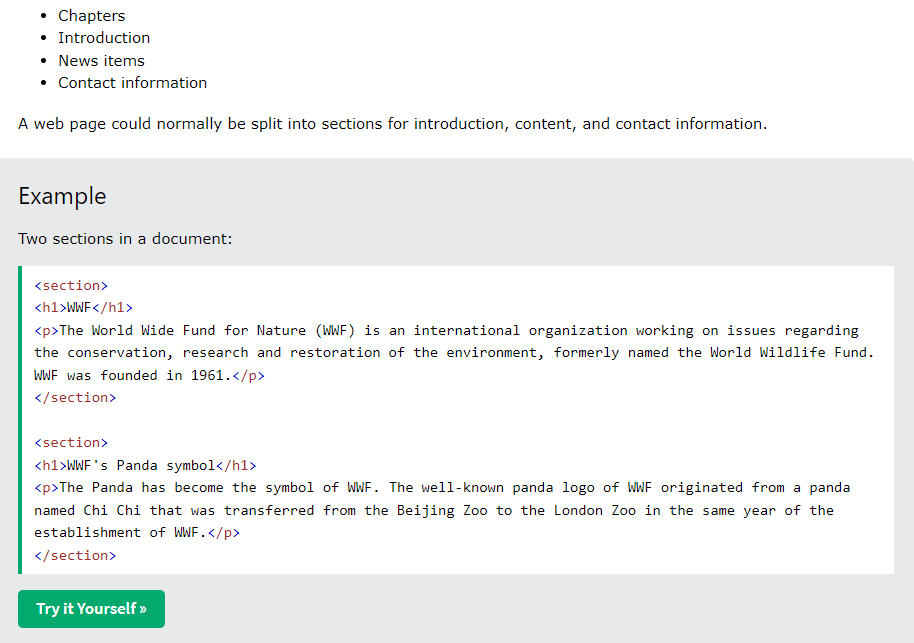 Chapters
Introduction
News items
Contact information
A web page could normally be split into sections for introduction, content, and contact information.
Example
Two sections in a document:
<section>
<h1>WWF</h1>
<p>The World Wide Fund for Nature (WWF) is an international organization working on issues regarding
the conservation, research and restoration of the environment, formerly named the World Wildlife Fund.
WWF was founded in 1961.</p>
</section>
<section>
<h1>WWF's Panda symbol</h1>
<p>The Panda has become the symbol of WWF. The well-known panda logo of WWF originated from a panda
named Chi Chi that was transferred from the Beijing Zoo to the London Zoo in the same year of the
establishment of WWF.</p>
</section>
Try it Yourself »